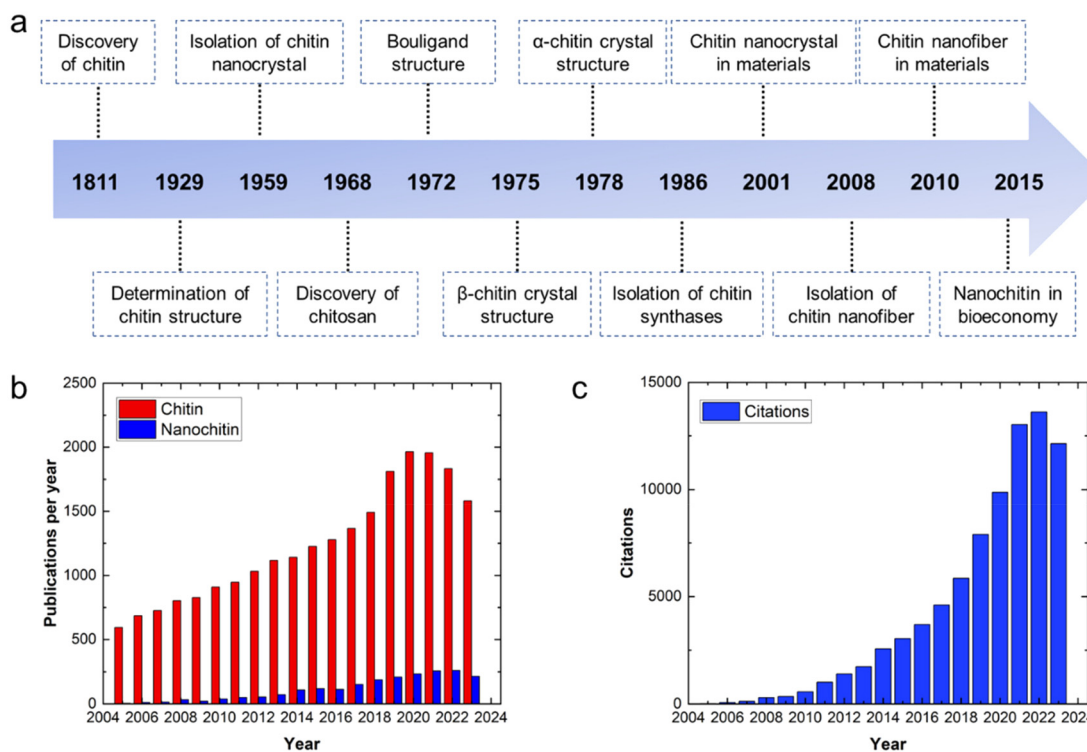 a
Discovery
of chitin
Isolation of chitin
nanocrystal
Bouligand
structure
α-chitin crystal
structure
Chitin nanocrystal
in materials
Chitin nanofiber
in materials
1811 1929 1959 1968 1972 1975 1978 1986 2001 2008 2010 2015
Determination of
chitin structure
Discovery of
chitosan
β-chitin crystal
structure
Isolation of chitin
synthases
Isolation of
chitin nanofiber
Nanochitin in
bioeconomy
b
Publications per year
2500
2000
1500
1000
500
0
Chitin
Nanochitin
2004 2006 2008 2010 2012 2014 2016 2018 2020 2022 2024
Year
c
Citations
15000
10000
5000
0
Citations
2004 2006 2008 2010 2012 2014 2016 2018 2020 2022 2024
Year